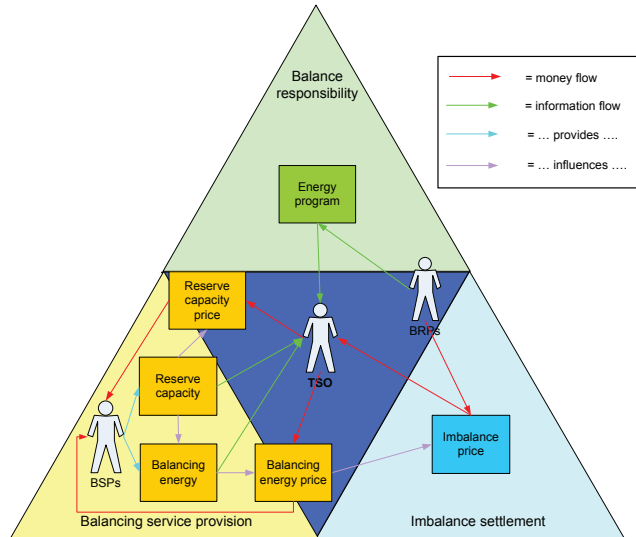 Balance
responsibility
= money flow
= information flow
= … provides ….
= … influences ….
Energy
program
BRPs
Reserve
capacity
price
TSO
Reserve
capacity
BSPs
Balancing
energy
Balancing
energy price
Imbalance
price
Balancing service provision
Imbalance settlement